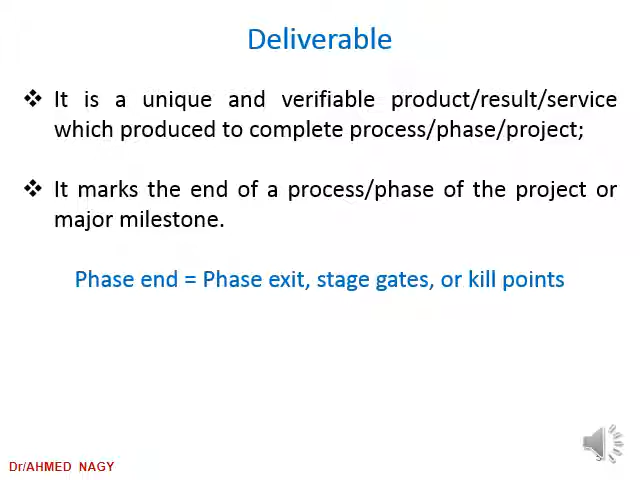 Deliverable
❖ It is a unique and verifiable product/result/service
which produced to complete process/phase/project;
❖ It marks the end of a process/phase of the project or
major milestone.
Phase end = Phase exit, stage gates, or kill points
Dr/AHMED NAGY